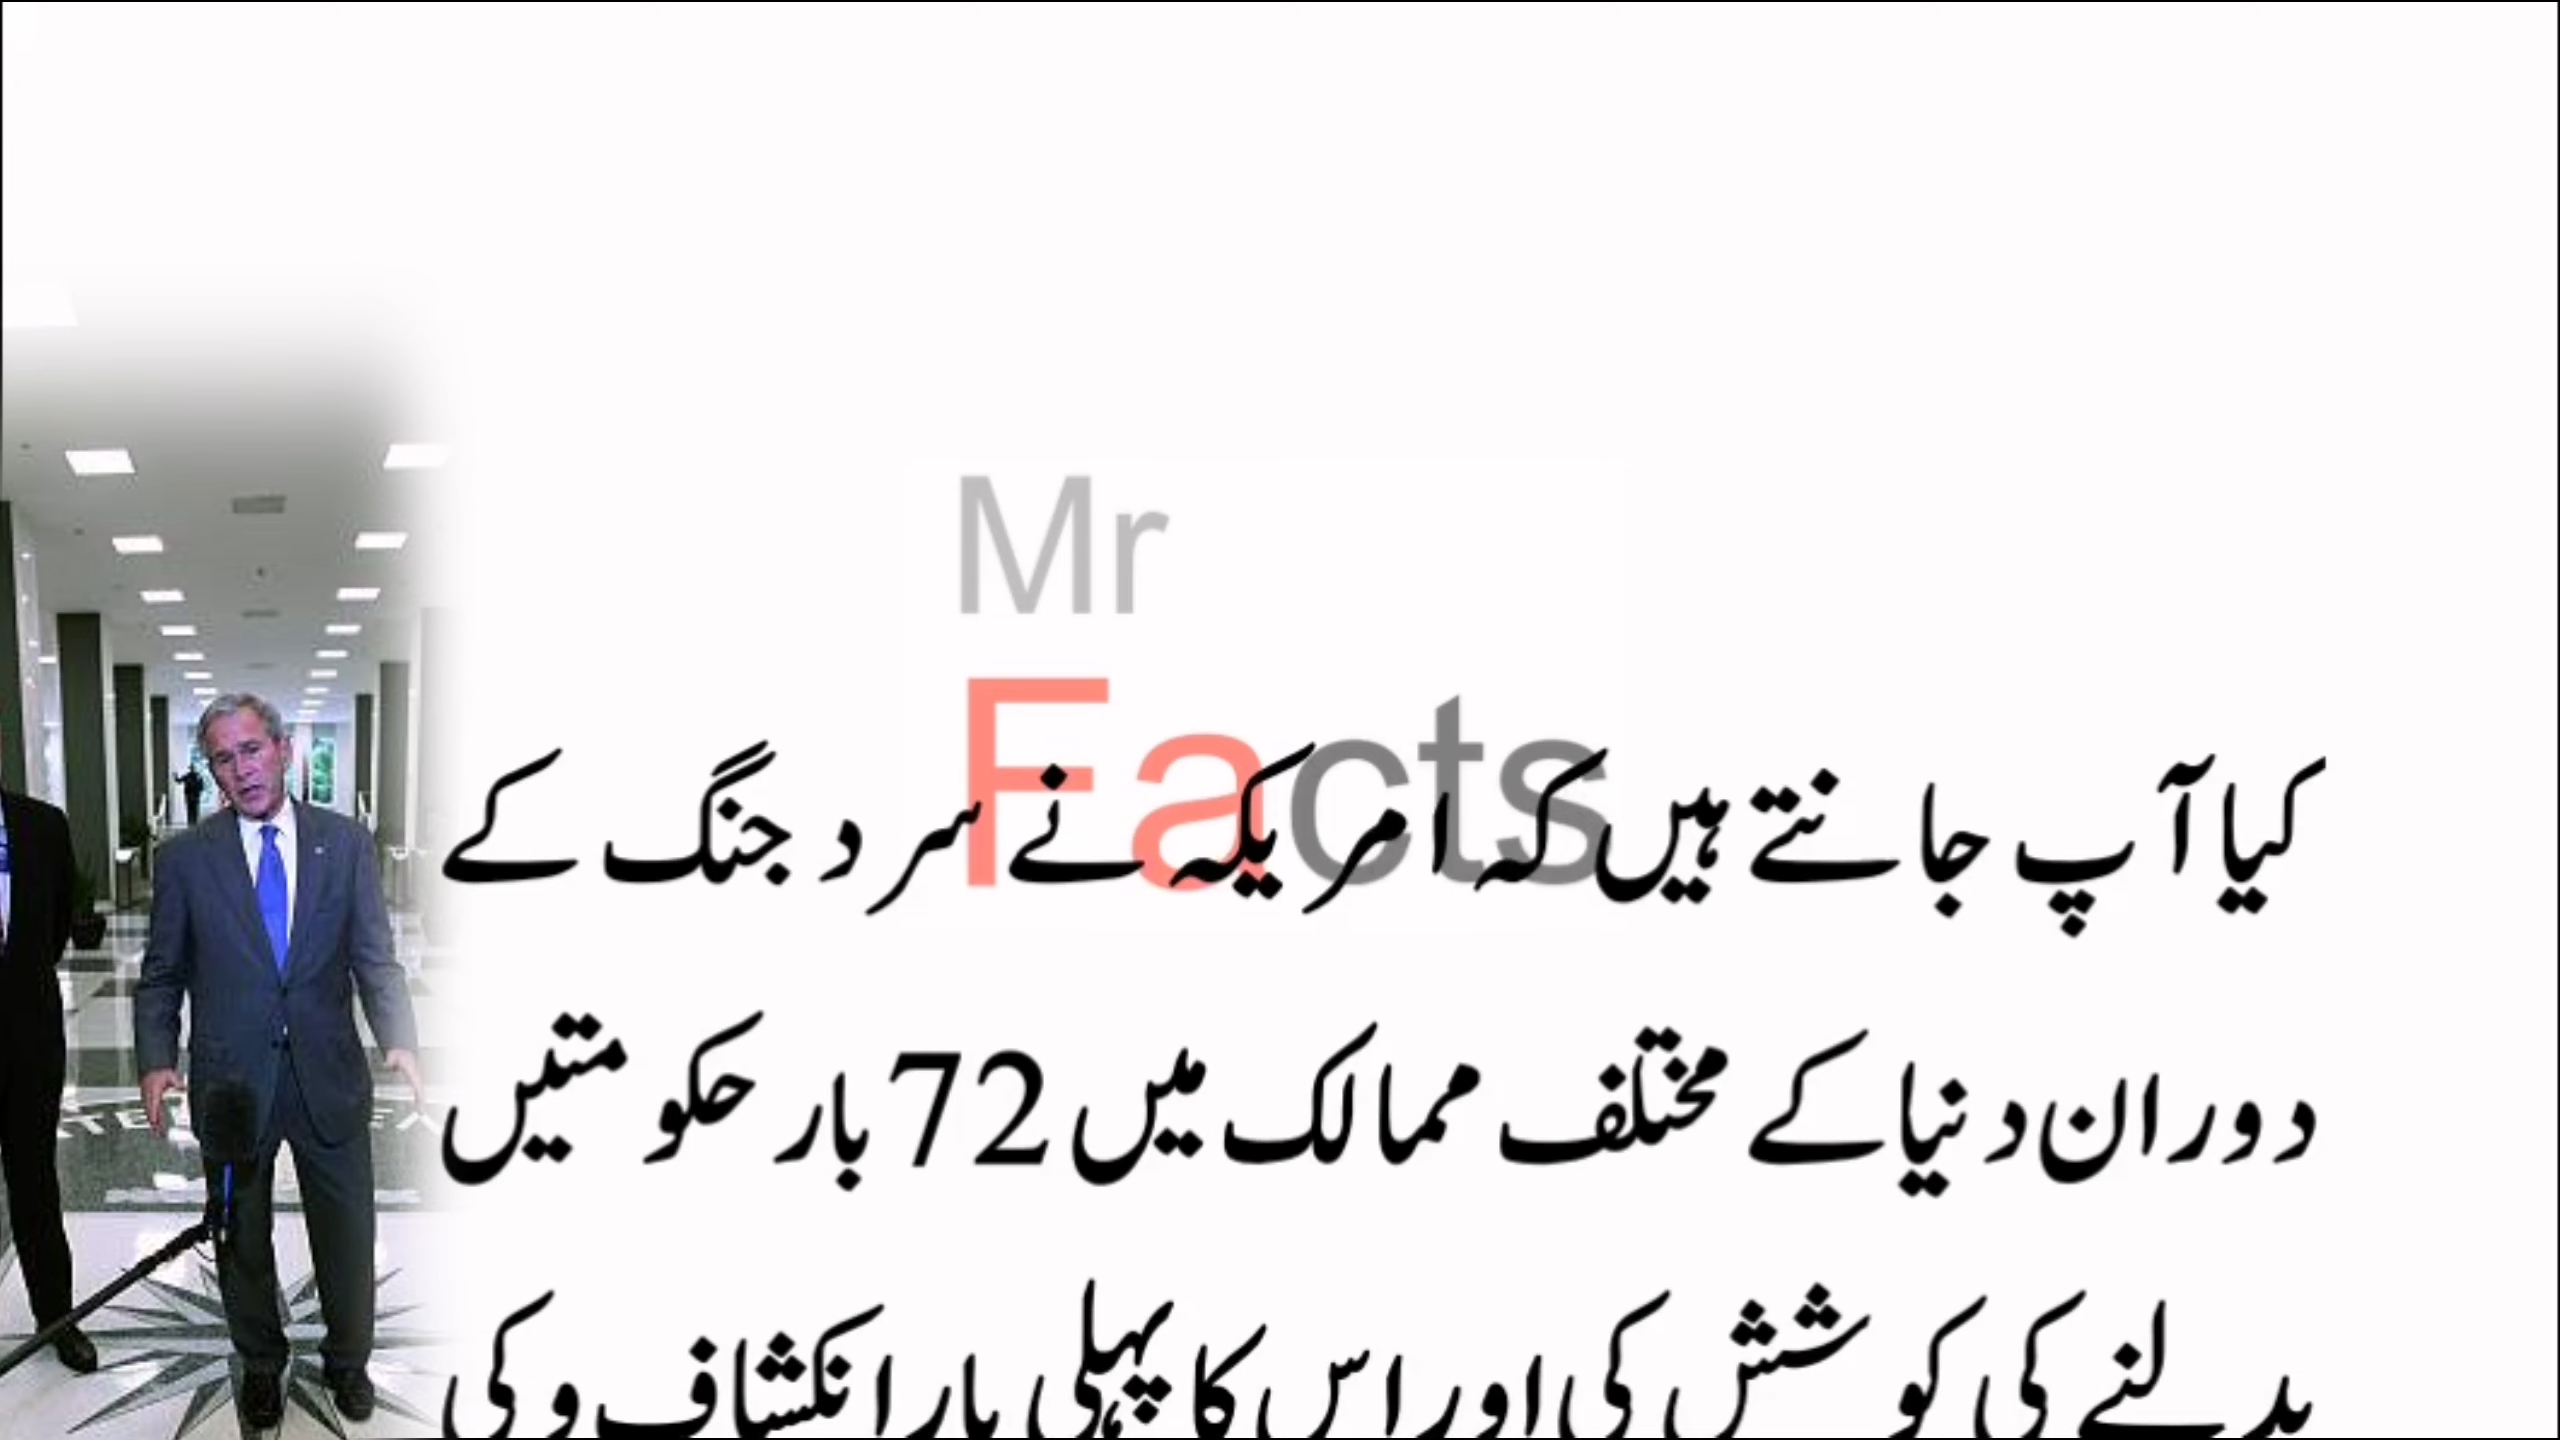 Mr
Facts
کیا آپ جانتے ہیں کہ امریکہ نے سرد جنگ کے
دوران دنیا کے مختلف ممالک میں 72 بار حکومتیں
بدلنے کی کوشش کی اور اس کا پہلی بار انکشاف وکی